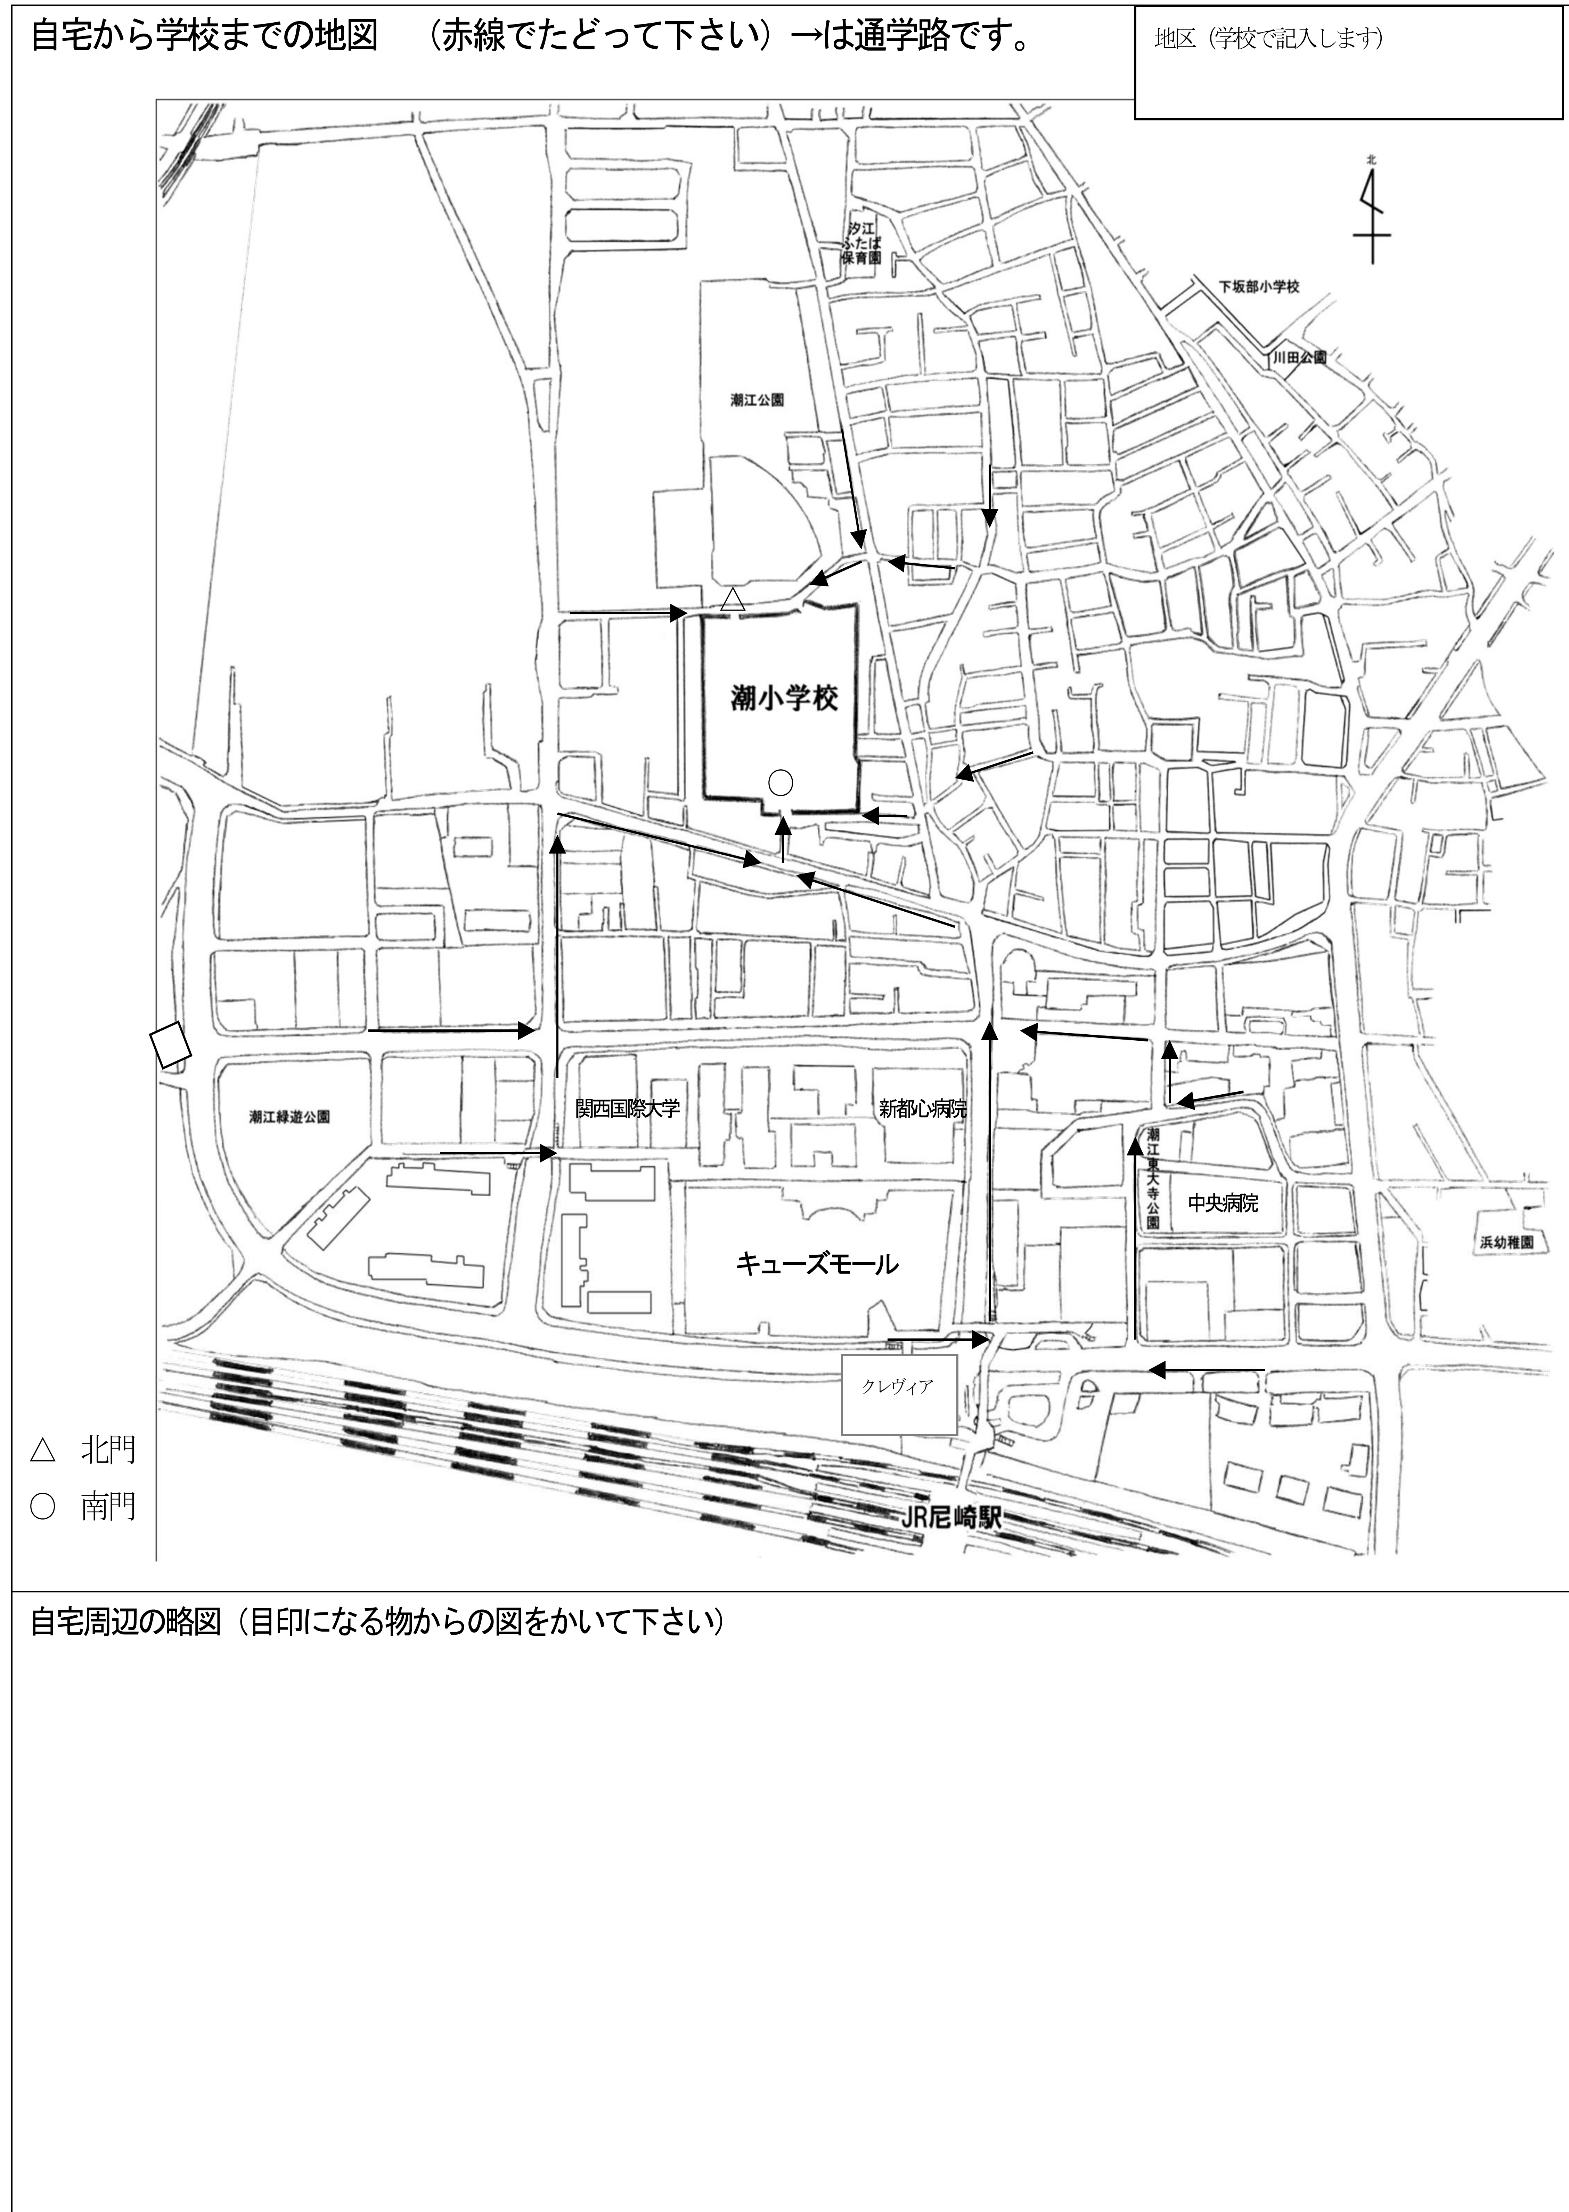 自宅から学校までの地図 （赤線でたどって下さい）→は通学路です。
地区（学校で記入します）
北
汐江
ふたば
保育園
下坂部小学校
川田公園
潮江公園
潮小学校
潮江緑遊公園
関西国際大学
新都心病院
潮江東大寺公園
中央病院
浜幼稚園
キューズモール
クレヴィア
△ 北門
○ 南門
JR尼崎駅
自宅周辺の略図（目印になる物からの図をかいて下さい）